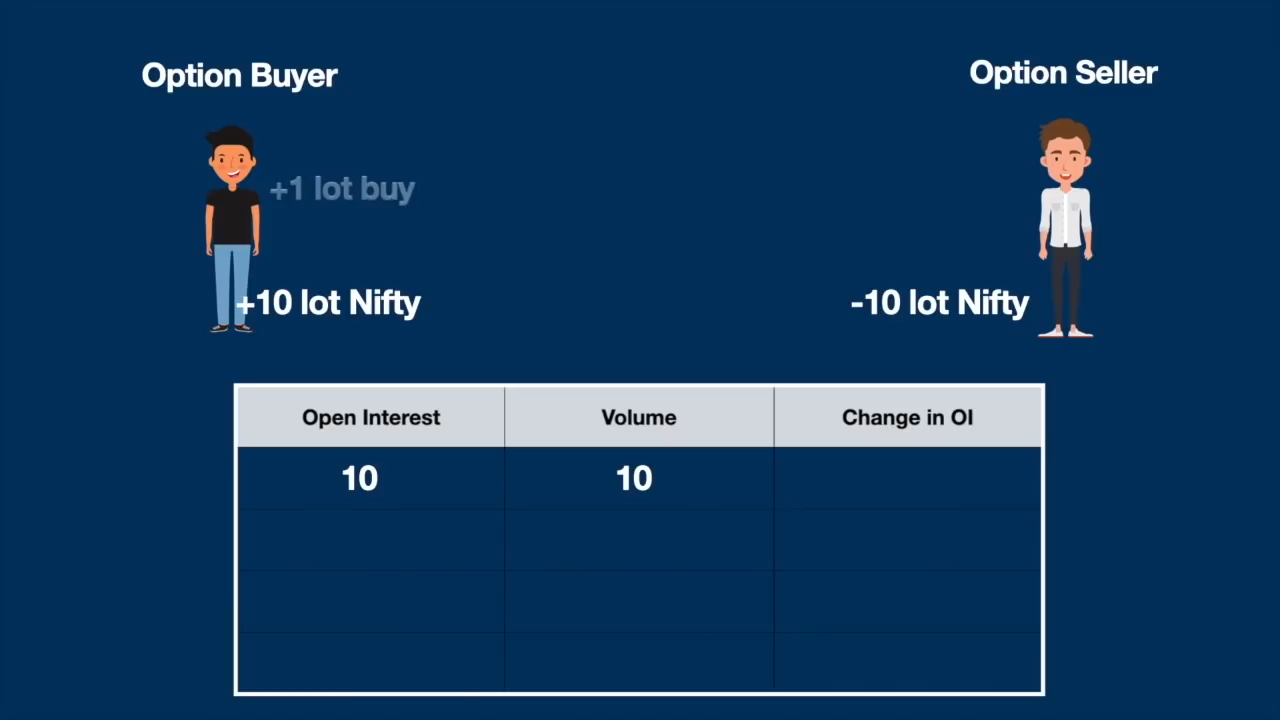 Option Buyer
Option Seller
+1 lot buy
+10 lot Nifty
-10 lot Nifty
Open Interest
Volume
Change in OI
10
10